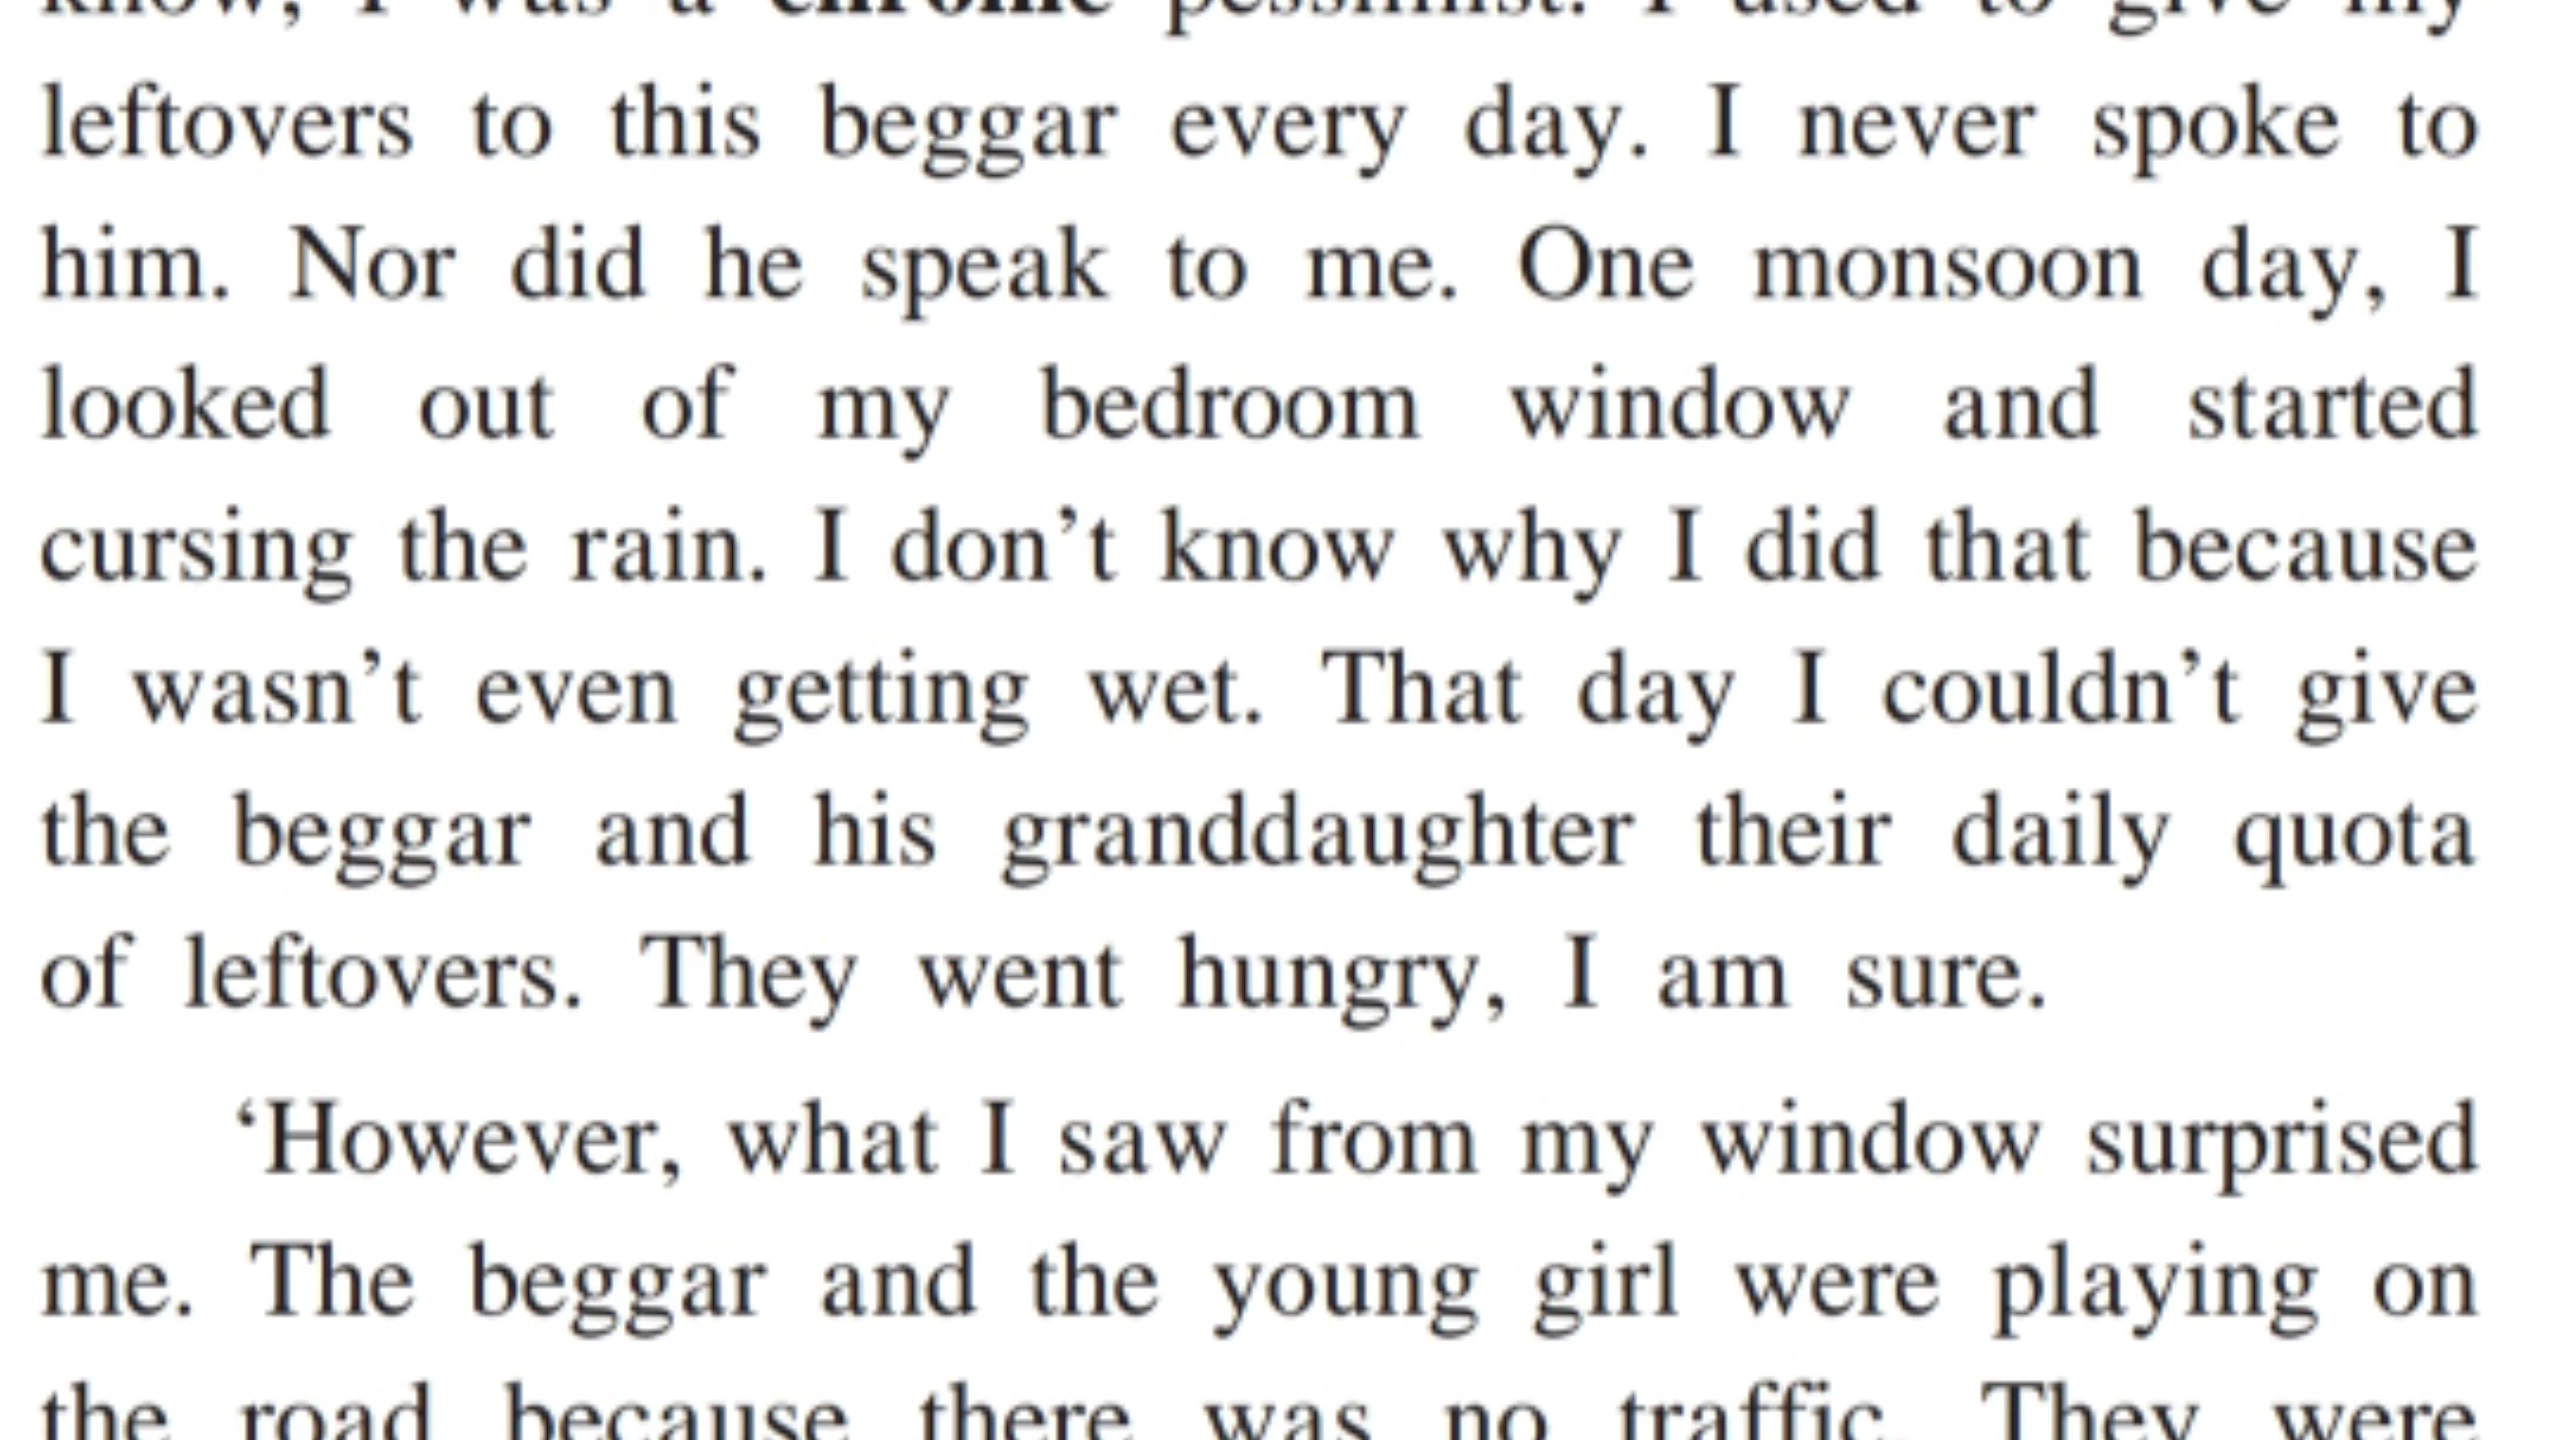 know, I was a chronic pessimist. I used to give my
leftovers to this beggar every day. I never spoke to
him. Nor did he speak to me. One monsoon day, I
looked out of my bedroom window and started
cursing the rain. I don’t know why I did that because
I wasn’t even getting wet. That day I couldn’t give
the beggar and his granddaughter their daily quota
of leftovers. They went hungry, I am sure.
‘However, what I saw from my window surprised
me. The beggar and the young girl were playing on
the road because there was no traffic. They were